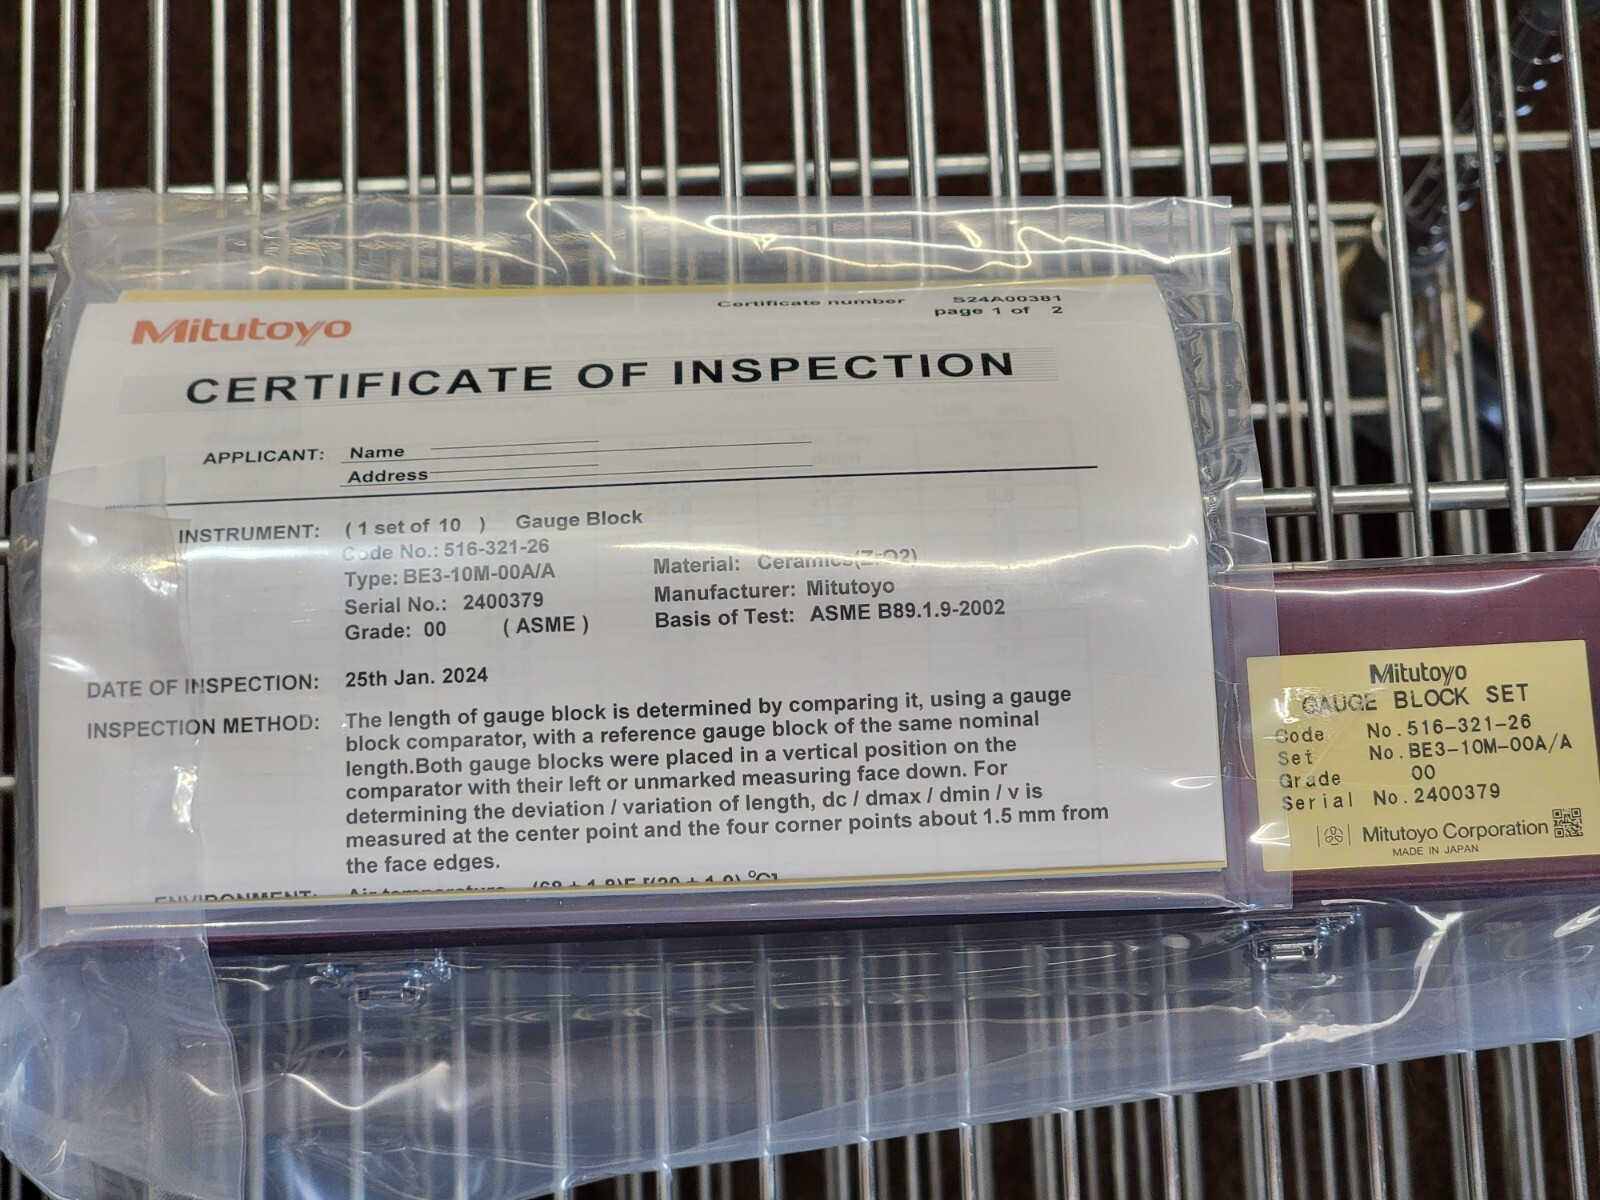 Certificate number S24A00381
page 1 of 2
Mitutoyo
CERTIFICATE OF INSPECTION
APPLICANT: Name
Address
INSTRUMENT: ( 1 set of 10 ) Gauge Block
Code No.: 516-321-26
Type: BE3-10M-00A/A
Serial No.: 2400379
Grade: 00 ( ASME )
Material: Ceramics(ZrO2)
Manufacturer: Mitutoyo
Basis of Test: ASME B89.1.9-2002
DATE OF INSPECTION: 25th Jan. 2024
INSPECTION METHOD: The length of gauge block is determined by comparing it, using a gauge
block comparator, with a reference gauge block of the same nominal
length.Both gauge blocks were placed in a vertical position on the
comparator with their left or unmarked measuring face down. For
determining the deviation / variation of length, dc / dmax / dmin / v is
measured at the center point and the four corner points about 1.5 mm from
the face edges.
ENVIRONMENT: Air temperature
Mitutoyo
GAUGE BLOCK SET
Code No.516-321-26
Set No.BE3-10M-00A/A
Grade 00
Serial No.2400379
Mitutoyo Corporation
MADE IN JAPAN